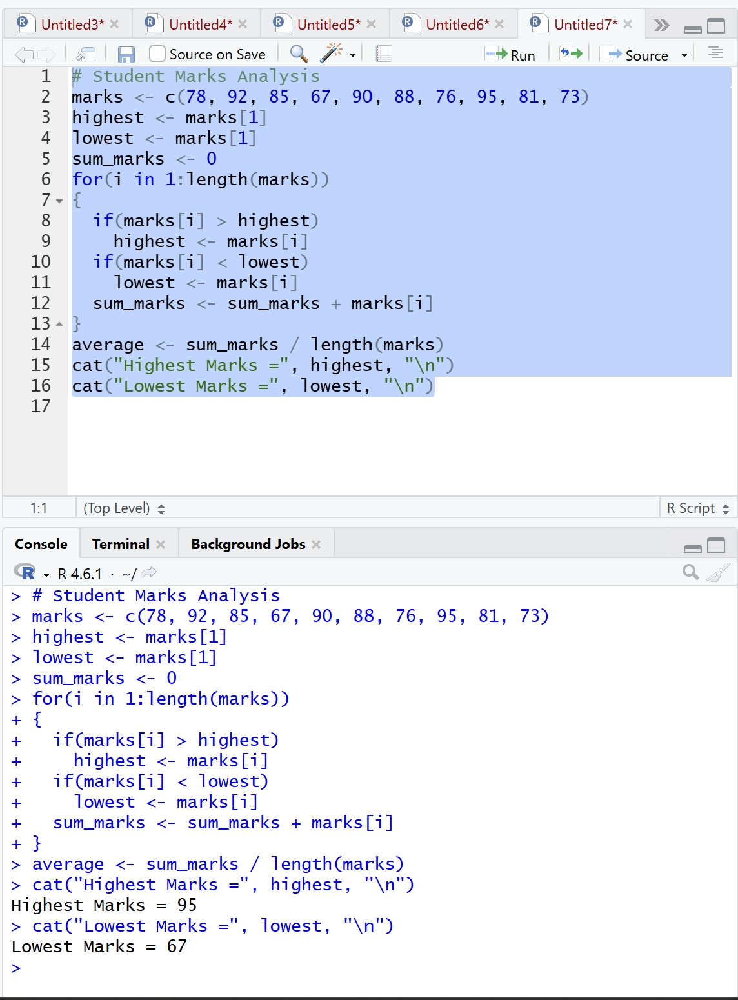 Untitled3* Untitled4* Untitled5* Untitled6* Untitled7*
Source on Save Run Source
1 # Student Marks Analysis
2 marks <- c(78, 92, 85, 67, 90, 88, 76, 95, 81, 73)
3 highest <- marks[1]
4 lowest <- marks[1]
5 sum_marks <- 0
6 for(i in 1:length(marks))
7 {
8   if(marks[i] > highest)
9     highest <- marks[i]
10   if(marks[i] < lowest)
11     lowest <- marks[i]
12   sum_marks <- sum_marks + marks[i]
13 }
14 average <- sum_marks / length(marks)
15 cat("Highest Marks =", highest, "\n")
16 cat("Lowest Marks =", lowest, "\n")
17
1:1 (Top Level) R Script
Console Terminal Background Jobs
R R 4.6.1 · ~/
> # Student Marks Analysis
> marks <- c(78, 92, 85, 67, 90, 88, 76, 95, 81, 73)
> highest <- marks[1]
> lowest <- marks[1]
> sum_marks <- 0
> for(i in 1:length(marks))
+ {
+   if(marks[i] > highest)
+     highest <- marks[i]
+   if(marks[i] < lowest)
+     lowest <- marks[i]
+   sum_marks <- sum_marks + marks[i]
+ }
> average <- sum_marks / length(marks)
> cat("Highest Marks =", highest, "\n")
Highest Marks = 95
> cat("Lowest Marks =", lowest, "\n")
Lowest Marks = 67
>